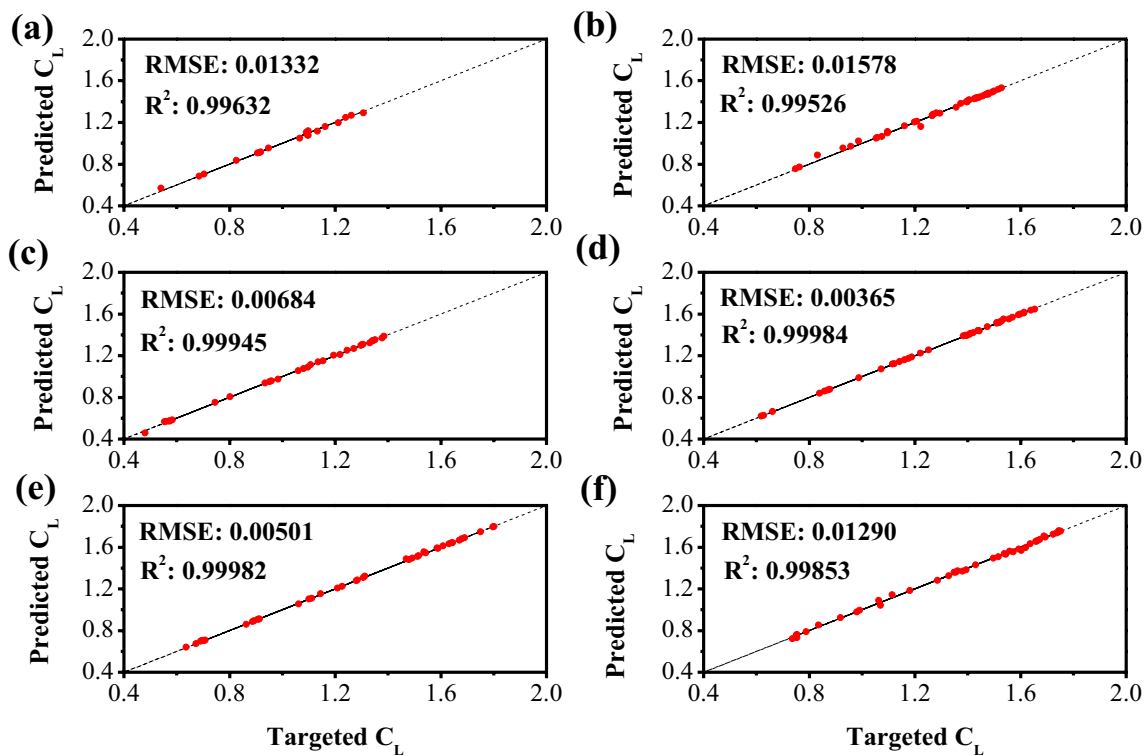 (a)
2.0
1.6
1.2
0.8
0.4
Predicted C_L
RMSE: 0.01332
R²: 0.99632
0.4 0.8 1.2 1.6 2.0
(b)
2.0
1.6
1.2
0.8
0.4
Predicted C_L
RMSE: 0.01578
R²: 0.99526
0.4 0.8 1.2 1.6 2.0
(c)
2.0
1.6
1.2
0.8
0.4
Predicted C_L
RMSE: 0.00684
R²: 0.99945
0.4 0.8 1.2 1.6 2.0
(d)
2.0
1.6
1.2
0.8
0.4
Predicted C_L
RMSE: 0.00365
R²: 0.99984
0.4 0.8 1.2 1.6 2.0
(e)
2.0
1.6
1.2
0.8
0.4
Predicted C_L
RMSE: 0.00501
R²: 0.99982
0.4 0.8 1.2 1.6 2.0
Targeted C_L
(f)
2.0
1.6
1.2
0.8
0.4
Predicted C_L
RMSE: 0.01290
R²: 0.99853
0.4 0.8 1.2 1.6 2.0
Targeted C_L